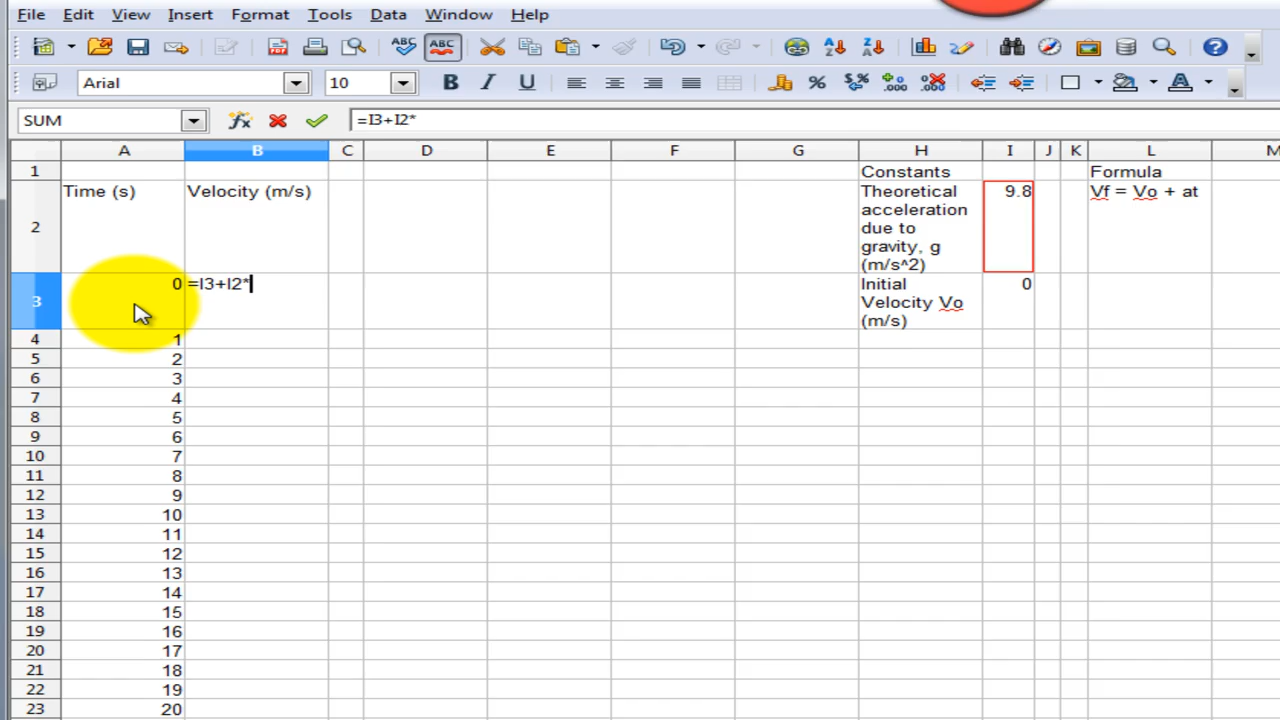 File Edit View Insert Format Tools Data Window Help
ABC ABC
Arial 10 B I U
SUM =I3+I2*
A B C D E F G H I J K L M
1 Constants Formula
2 Time (s) Velocity (m/s) Theoretical 9.8 Vf = Vo + at
acceleration
due to
gravity, g
(m/s^2)
3 0 =I3+I2* Initial 0
Velocity Vo
(m/s)
4 1
5 2
6 3
7 4
8 5
9 6
10 7
11 8
12 9
13 10
14 11
15 12
16 13
17 14
18 15
19 16
20 17
21 18
22 19
23 20